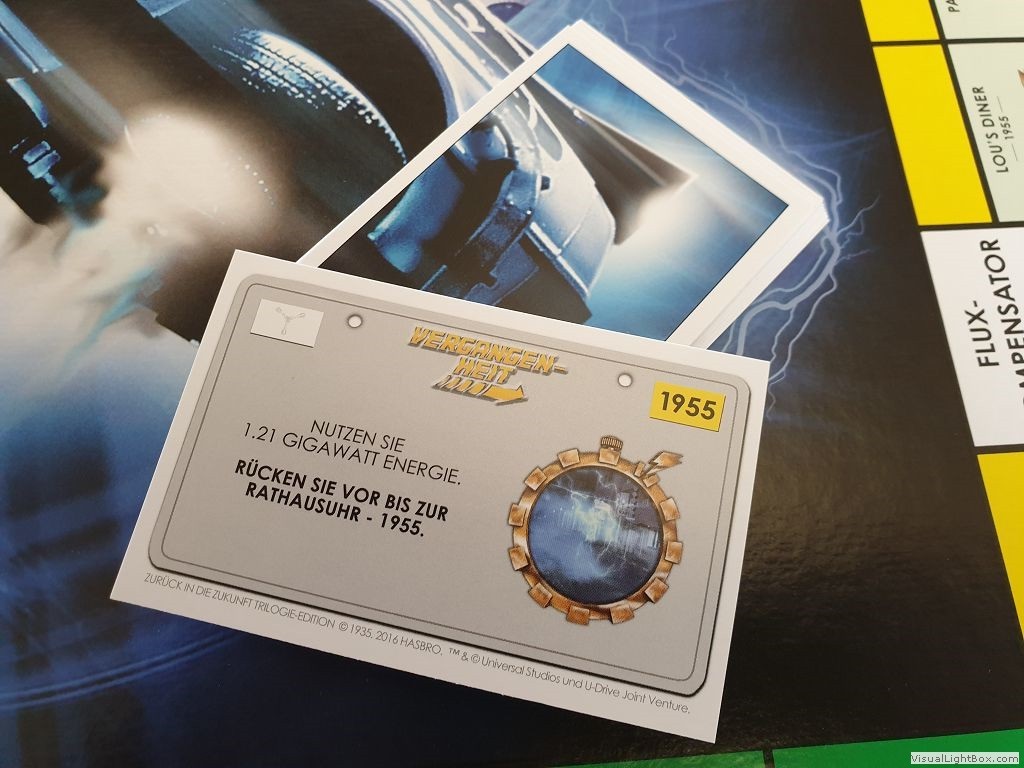 VERGANGEN-
HEIT
1955
NUTZEN SIE
1.21 GIGAWATT ENERGIE.
RÜCKEN SIE VOR BIS ZUR
RATHAUSUHR - 1955.
ZURÜCK IN DIE ZUKUNFT TRILOGIE-EDITION © 1935, 2016 HASBRO. ™ & © Universal Studios und U-Drive Joint Venture.
LOU'S DINER
1955
FLUX-
VisualLightBox.com